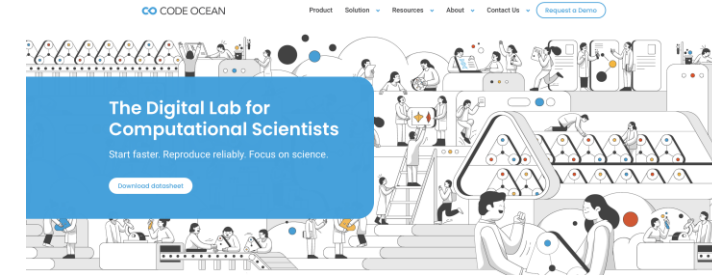 CODE OCEAN
Product Solution Resources About Contact Us Request a Demo
The Digital Lab for
Computational Scientists
Start faster. Reproduce reliably. Focus on science.
Download datasheet